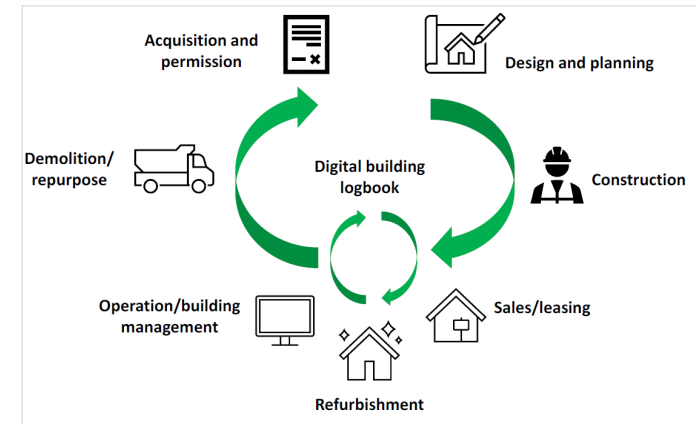 Acquisition and
permission
Design and planning
Demolition/
repurpose
Digital building
logbook
Construction
Operation/building
management
Sales/leasing
Refurbishment